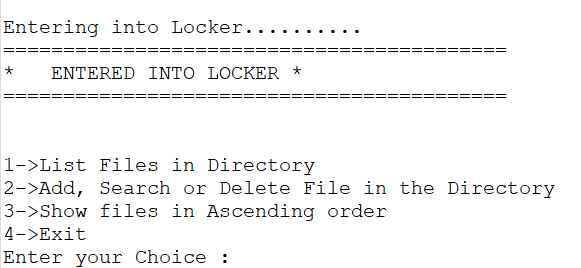 Entering into Locker..........
==========================================
*   ENTERED INTO LOCKER *
==========================================
1->List Files in Directory
2->Add, Search or Delete File in the Directory
3->Show files in Ascending order
4->Exit
Enter your Choice :